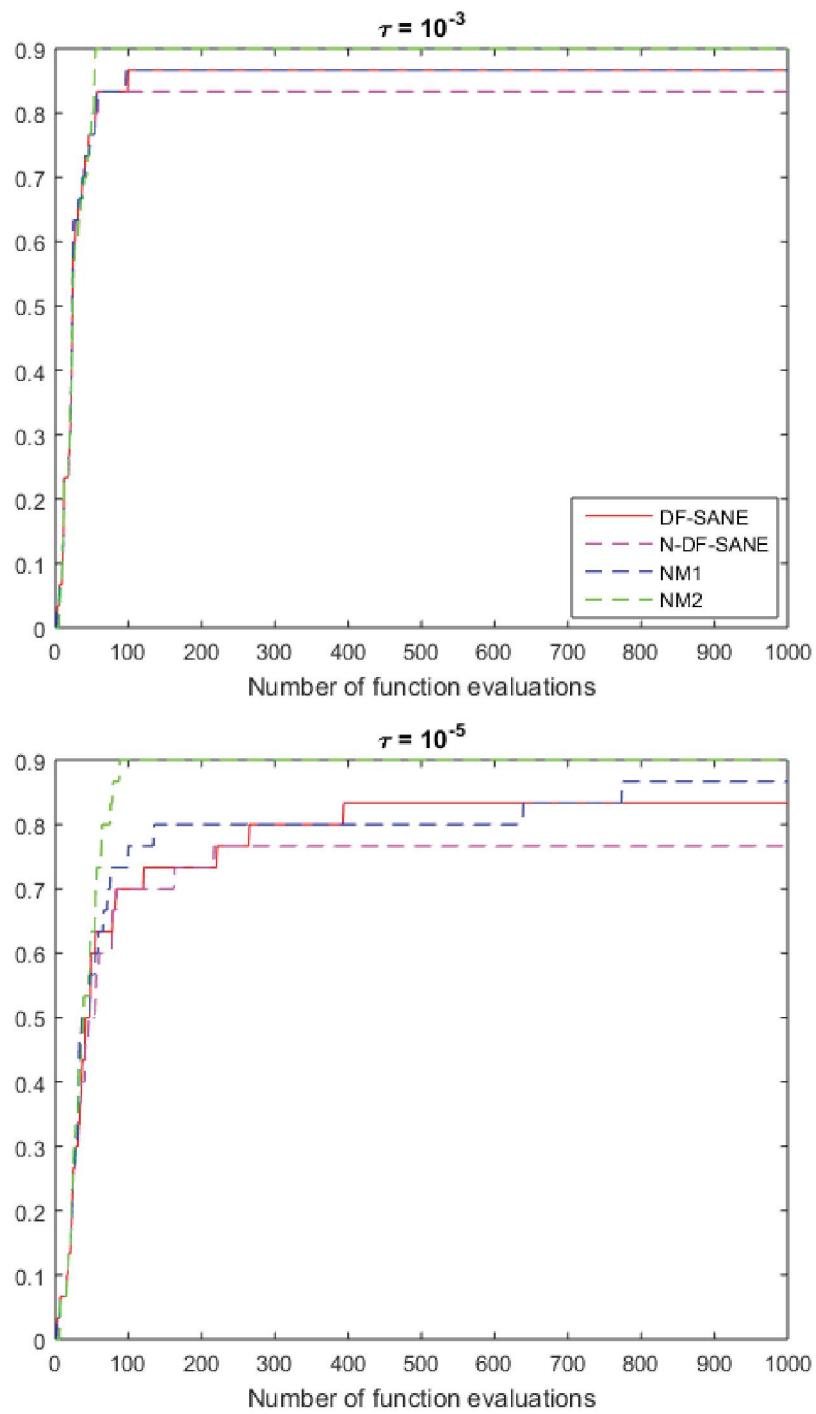 τ = 10^-3
0.9
0.8
0.7
0.6
0.5
0.4
0.3
0.2
0.1
0
0 100 200 300 400 500 600 700 800 900 1000
DF-SANE
N-DF-SANE
NM1
NM2
Number of function evaluations
τ = 10^-5
0.9
0.8
0.7
0.6
0.5
0.4
0.3
0.2
0.1
0
0 100 200 300 400 500 600 700 800 900 1000
Number of function evaluations